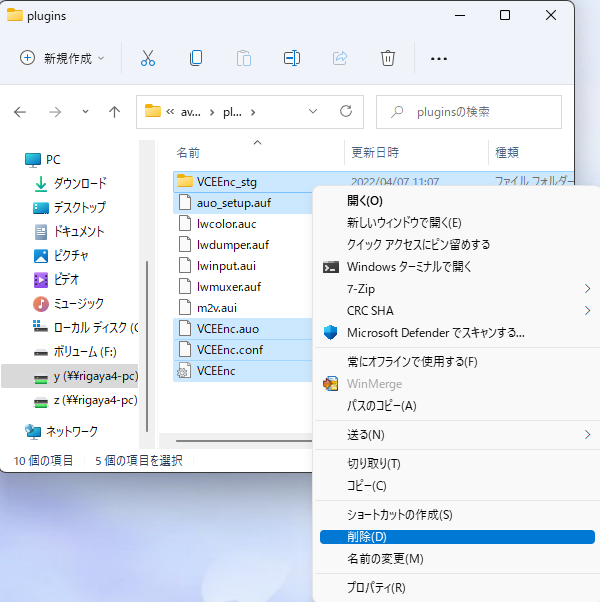 plugins
新規作成
av...
pl...
pluginsの検索
名前
更新日時
種類
PC
ダウンロード
デスクトップ
ドキュメント
ピクチャ
ビデオ
ミュージック
ローカル ディスク (C
ボリューム (F:)
y (¥¥rigaya4-pc)
z (¥¥rigaya4-pc)
ネットワーク
VCEEnc_stg
2022/04/07 11:07
ファイル フォルダー
auo_setup.auf
lwcolor.auc
lwdumper.auf
lwinput.aui
lwmuxer.auf
m2v.aui
VCEEnc.auo
VCEEnc.conf
VCEEnc
10 個の項目
5 個の項目を選択
開く(O)
新しいウィンドウで開く(E)
クイック アクセスにピン留めする
Windows ターミナルで開く
7-Zip
CRC SHA
Microsoft Defender でスキャンする...
常にオフラインで使用する(F)
WinMerge
パスのコピー(A)
送る(N)
切り取り(T)
コピー(C)
ショートカットの作成(S)
削除(D)
名前の変更(M)
プロパティ(R)